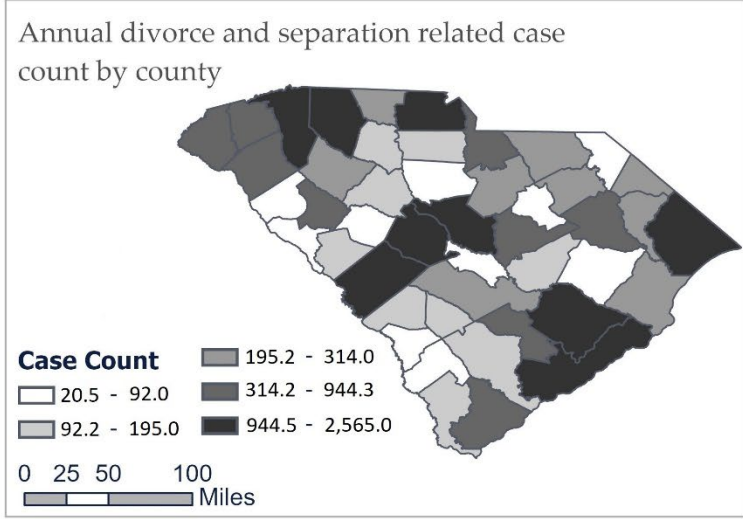 Annual divorce and separation related case
count by county
Case Count
20.5 - 92.0
92.2 - 195.0
195.2 - 314.0
314.2 - 944.3
944.5 - 2,565.0
0 25 50 100
Miles